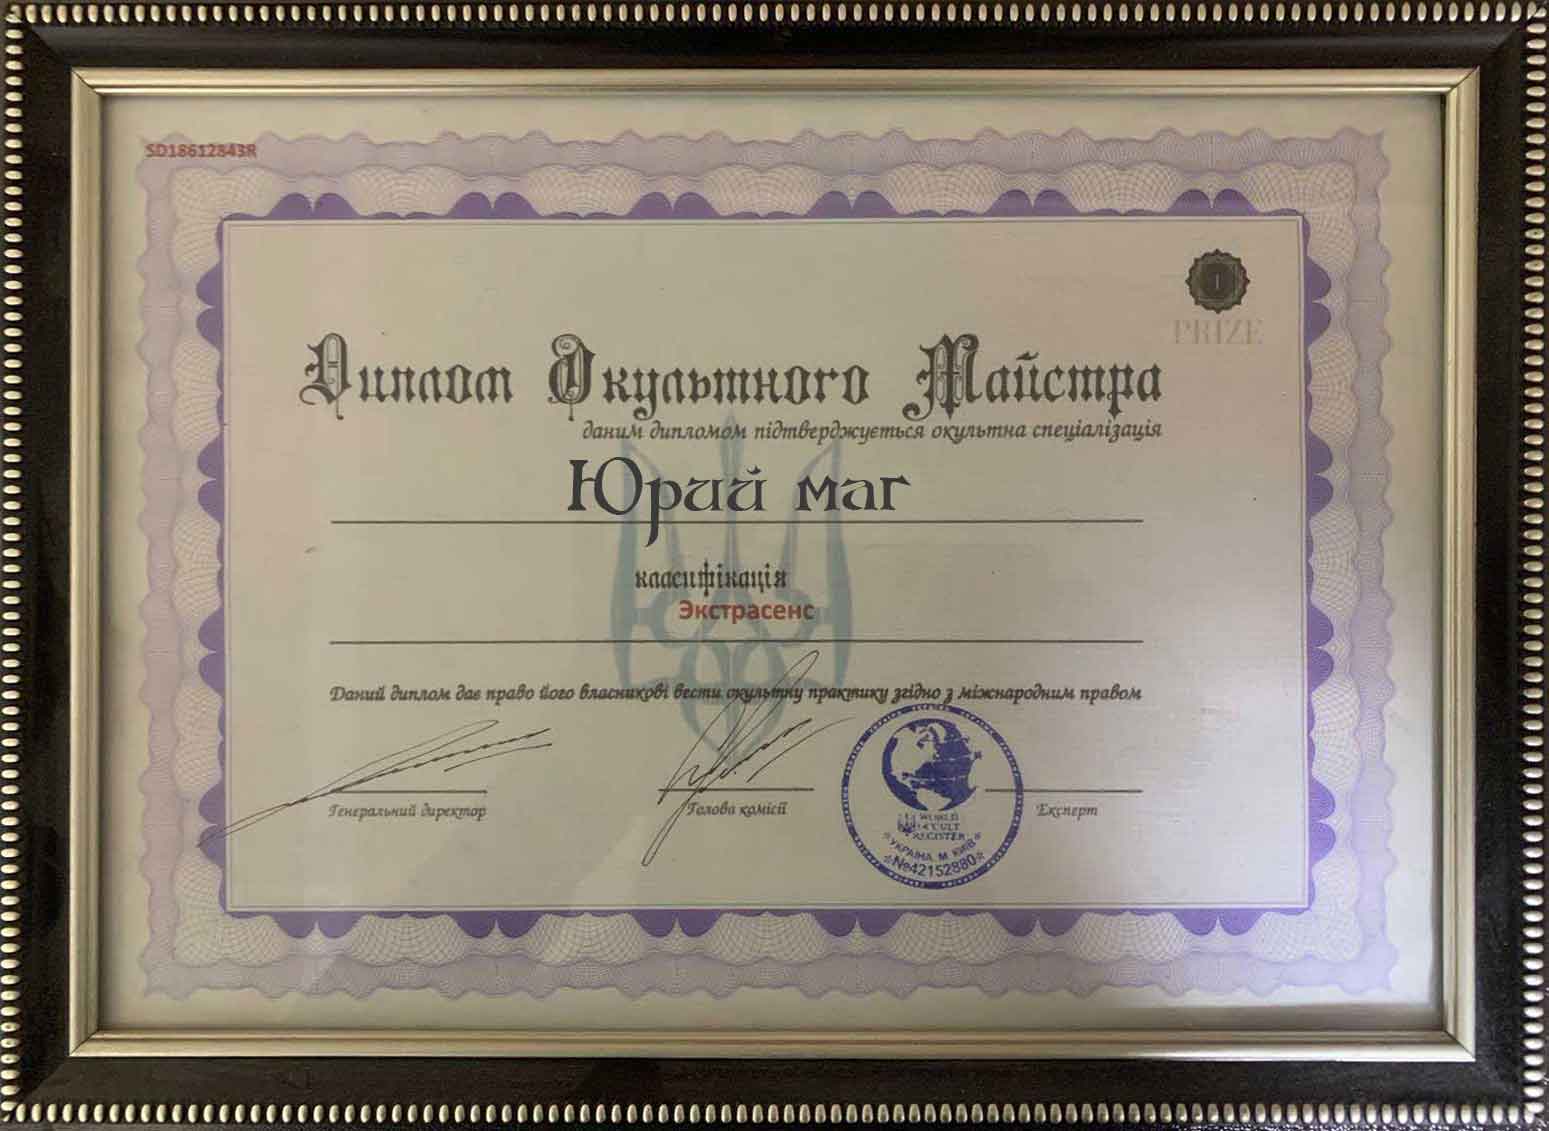 SD18612843R
1
PRIZE
Диплом Окультного Майстра
даним дипломом підтверджується окультна спеціалізація
Юрий маг
класифікація
Экстрасенс
Даний диплом дає право його власникові вести окультну практику згідно з міжнародним правом
Генеральний директор
Голова комісії
Експерт
WORLD
OCCULT
REGISTER
УКРАЇНА, М. КИЇВ
№42152880